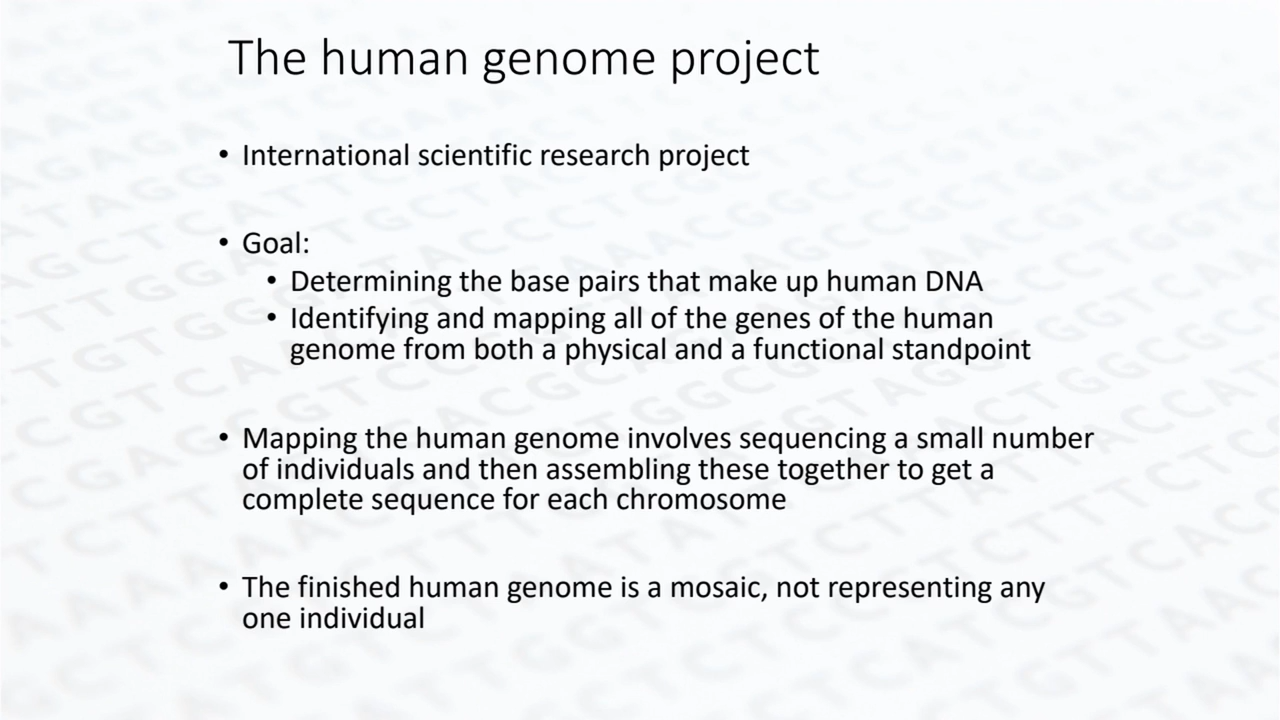 The human genome project
• International scientific research project
• Goal:
• Determining the base pairs that make up human DNA
• Identifying and mapping all of the genes of the human
genome from both a physical and a functional standpoint
• Mapping the human genome involves sequencing a small number
of individuals and then assembling these together to get a
complete sequence for each chromosome
• The finished human genome is a mosaic, not representing any
one individual